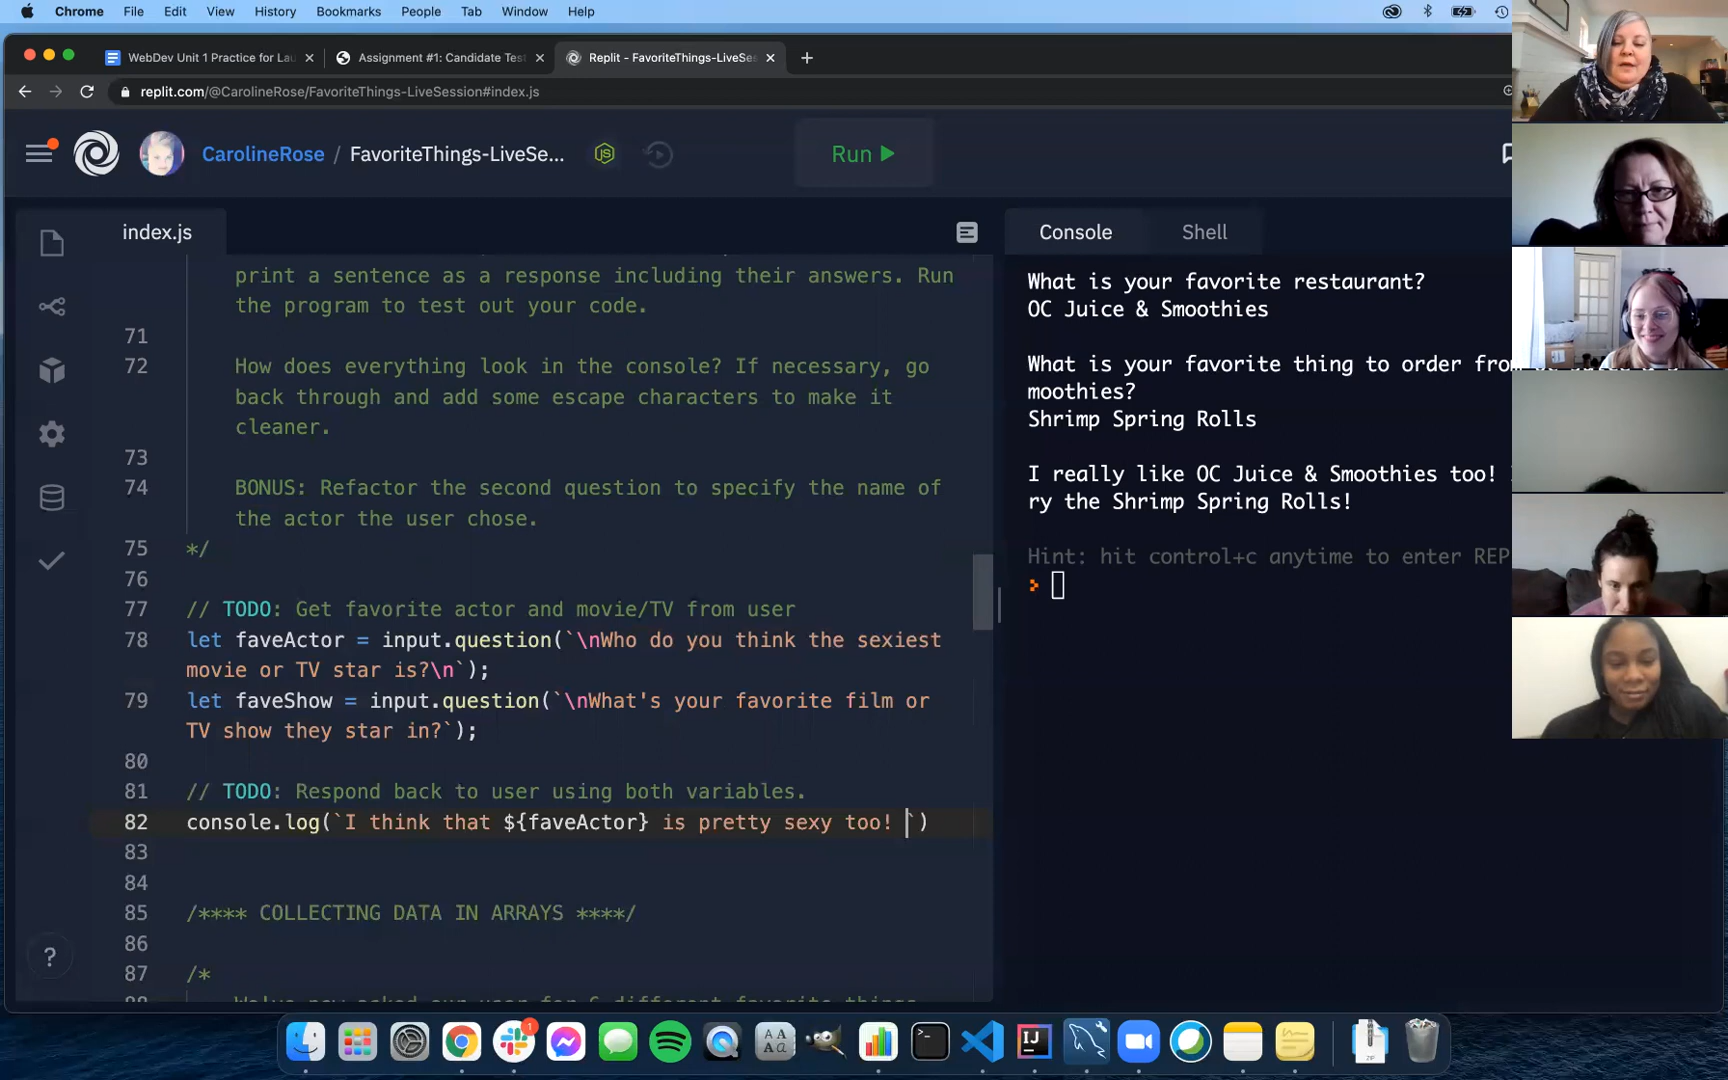 Chrome File Edit View History Bookmarks People Tab Window Help
WebDev Unit 1 Practice for Lau
Assignment #1: Candidate Test
Replit - FavoriteThings-LiveSe
replit.com/@CarolineRose/FavoriteThings-LiveSession#index.js
CarolineRose / FavoriteThings-LiveSe...
JS
Run
index.js
Console Shell
print a sentence as a response including their answers. Run
the program to test out your code.
71
72 How does everything look in the console? If necessary, go
back through and add some escape characters to make it
cleaner.
73
74 BONUS: Refactor the second question to specify the name of
the actor the user chose.
75 */
76
77 // TODO: Get favorite actor and movie/TV from user
78 let faveActor = input.question(`\nWho do you think the sexiest
movie or TV star is?\n`);
79 let faveShow = input.question(`\nWhat's your favorite film or
TV show they star in?`);
80
81 // TODO: Respond back to user using both variables.
82 console.log(`I think that ${faveActor} is pretty sexy too! `)
83
84
85 /**** COLLECTING DATA IN ARRAYS ****/
86
87 /*
What is your favorite restaurant?
OC Juice & Smoothies
What is your favorite thing to order from
moothies?
Shrimp Spring Rolls
I really like OC Juice & Smoothies too!
ry the Shrimp Spring Rolls!
Hint: hit control+c anytime to enter REP
?
1
A A
A A
IJ
ZIP